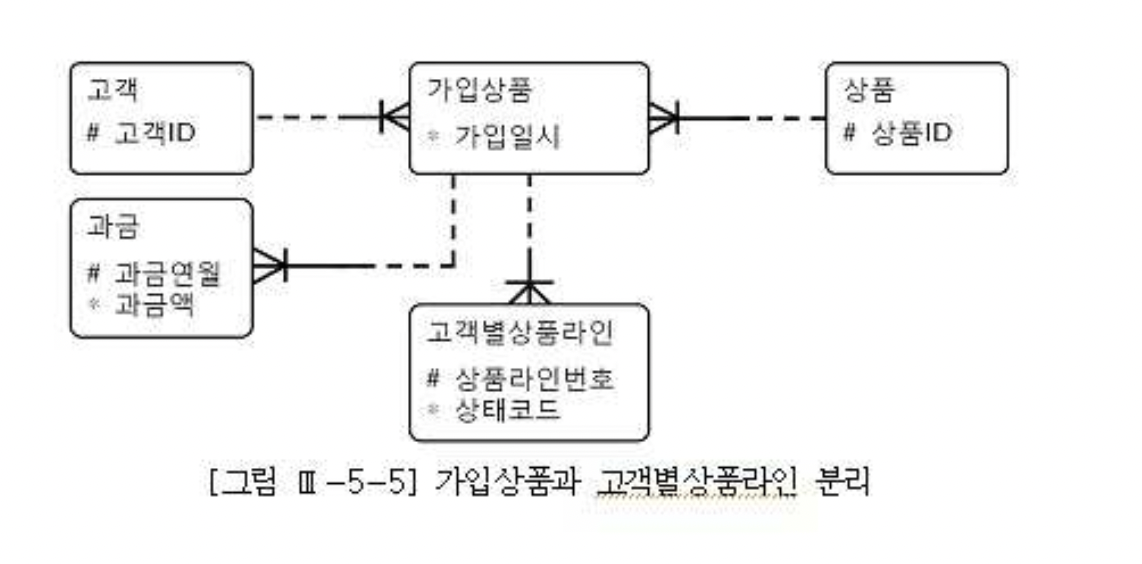 고객
# 고객ID
가입상품
* 가입일시
상품
# 상품ID
과금
# 과금연월
* 과금액
고객별상품라인
# 상품라인번호
* 상태코드
[그림 Ⅲ-5-5] 가입상품과 고객별상품라인 분리